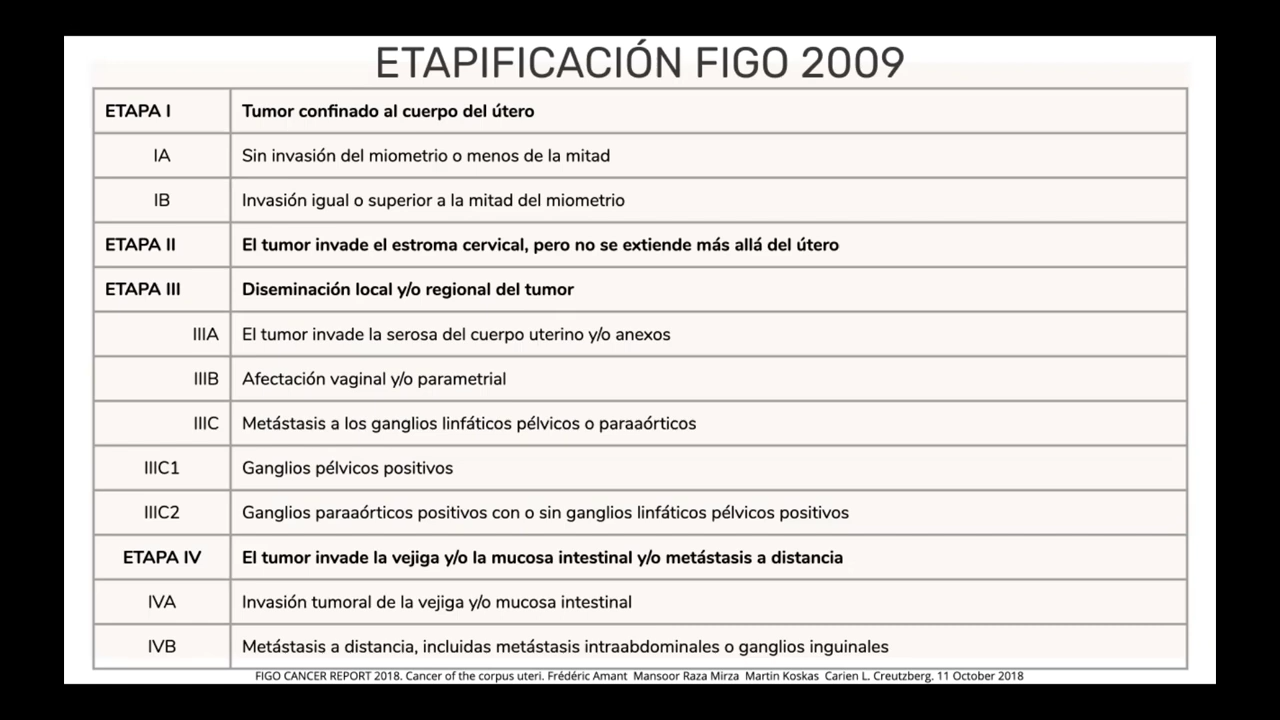 ETAPIFICACIÓN FIGO 2009
ETAPA I Tumor confinado al cuerpo del útero
IA Sin invasión del miometrio o menos de la mitad
IB Invasión igual o superior a la mitad del miometrio
ETAPA II El tumor invade el estroma cervical, pero no se extiende más allá del útero
ETAPA III Diseminación local y/o regional del tumor
IIIA El tumor invade la serosa del cuerpo uterino y/o anexos
IIIB Afectación vaginal y/o parametrial
IIIC Metástasis a los ganglios linfáticos pélvicos o paraaórticos
IIIC1 Ganglios pélvicos positivos
IIIC2 Ganglios paraaórticos positivos con o sin ganglios linfáticos pélvicos positivos
ETAPA IV El tumor invade la vejiga y/o la mucosa intestinal y/o metástasis a distancia
IVA Invasión tumoral de la vejiga y/o mucosa intestinal
IVB Metástasis a distancia, incluidas metástasis intraabdominales o ganglios inguinales
FIGO CANCER REPORT 2018. Cancer of the corpus uteri. Frédéric Amant Mansoor Raza Mirza Martin Koskas Carien L. Creutzberg. 11 October 2018